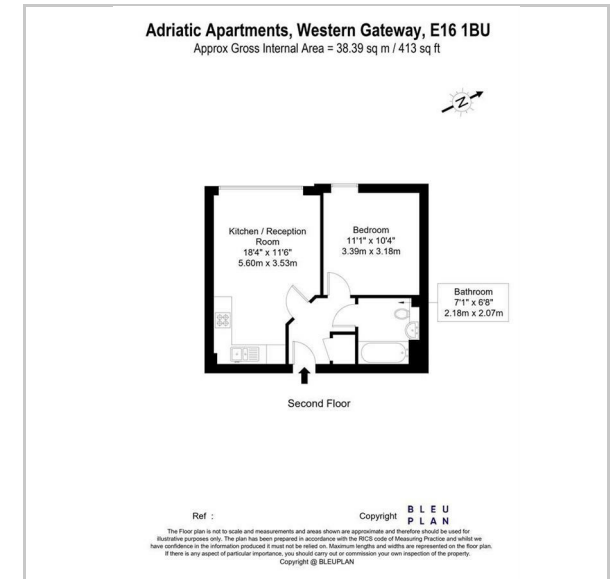 Adriatic Apartments, Western Gateway, E16 1BU
Approx Gross Internal Area = 38.39 sq m / 413 sq ft
N
Kitchen / Reception
Room
18'4" x 11'6"
5.60m x 3.53m
Bedroom
11'1" x 10'4"
3.39m x 3.18m
Bathroom
7'1" x 6'8"
2.18m x 2.07m
Second Floor
Ref :
Copyright
BLEU
PLAN
The Floor plan is not to scale and measurements and areas shown are approximate and therefore should be used for
illustrative purposes only. The plan has been prepared in accordance with the RICS code of Measuring Practice and whilst we
have confidence in the information produced it must not be relied on. Maximum lengths and widths are represented on the floor plan.
If there is any aspect of particular importance, you should carry out or commission your own inspection of the property.
Copyright @ BLEUPLAN